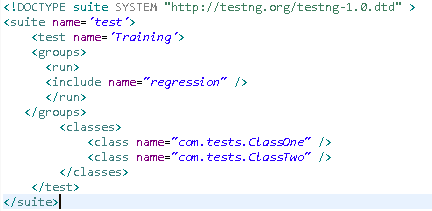 <!DOCTYPE suite SYSTEM "http://testng.org/testng-1.0.dtd" >
<suite name='test'>
    <test name='Training'>
    <groups>
      <run>
      <include name="regression" />
      </run>
   </groups>
        <classes>
            <class name="com.tests.ClassOne" />
            <class name="com.tests.ClassTwo" />
        </classes>
    </test>
</suite>